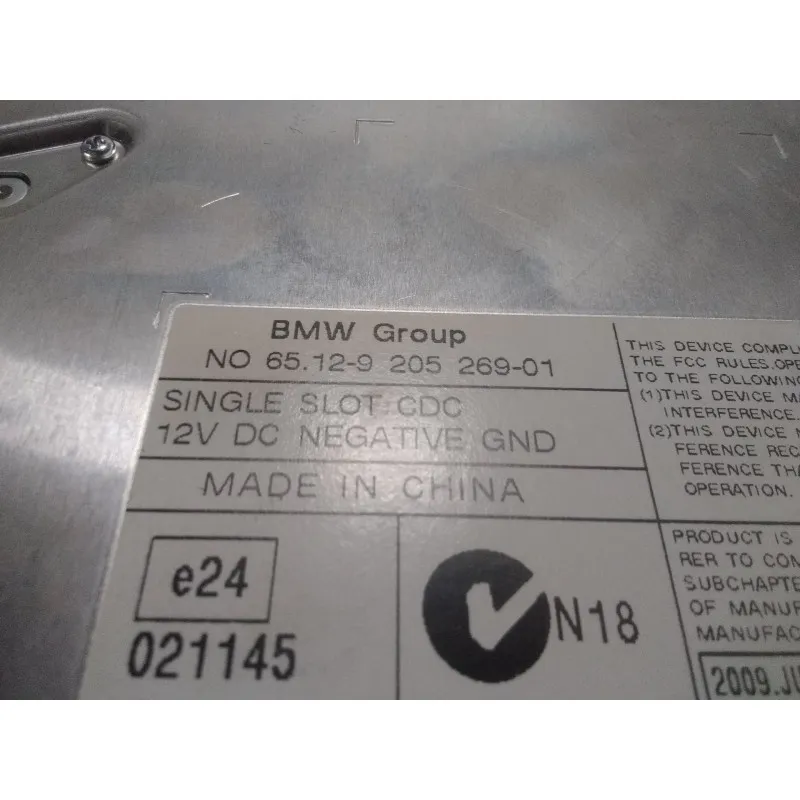 BMW Group
NO 65.12-9 205 269-01
SINGLE SLOT CDC
12V DC NEGATIVE GND
MADE IN CHINA
e24
021145
N18
THIS DEVICE COMPL
THE FCC RULES.OPE
TO THE FOLLOWING
(1)THIS DEVICE MA
INTERFERENCE.
(2)THIS DEVICE
FERENCE REC
FERENCE THA
OPERATION.
PRODUCT IS
RER TO COM
SUBCHAPTE
OF MANUF
MANUFAC
2009.JU